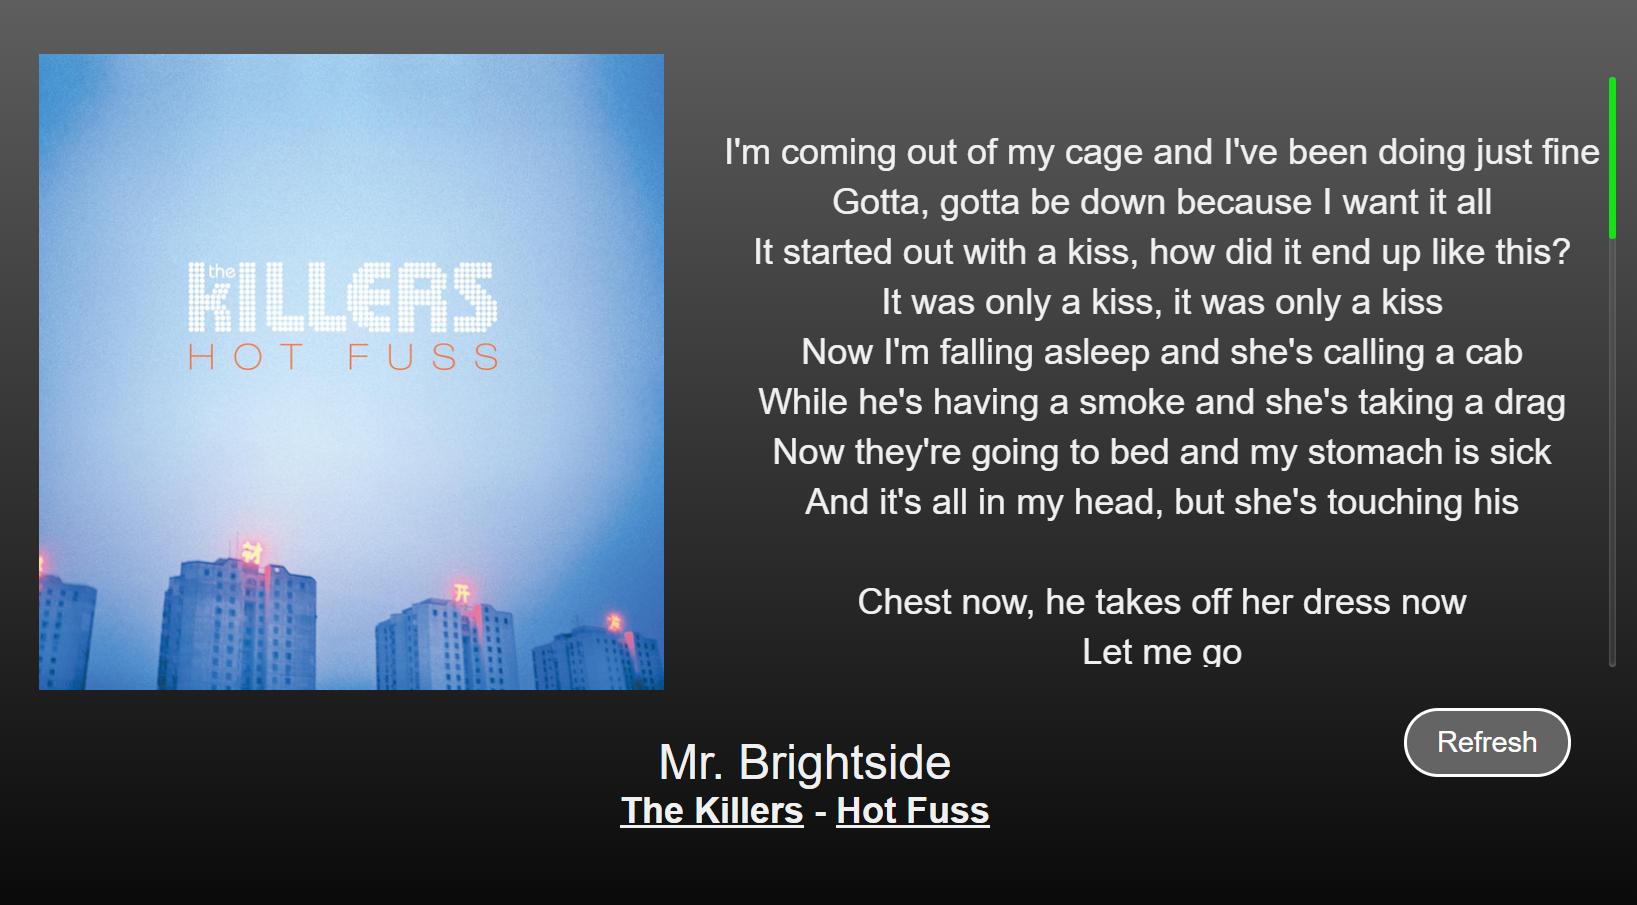 the
KILLERS
HOT FUSS
开
I'm coming out of my cage and I've been doing just fine
Gotta, gotta be down because I want it all
It started out with a kiss, how did it end up like this?
It was only a kiss, it was only a kiss
Now I'm falling asleep and she's calling a cab
While he's having a smoke and she's taking a drag
Now they're going to bed and my stomach is sick
And it's all in my head, but she's touching his
Chest now, he takes off her dress now
Let me go
Refresh
Mr. Brightside
The Killers - Hot Fuss